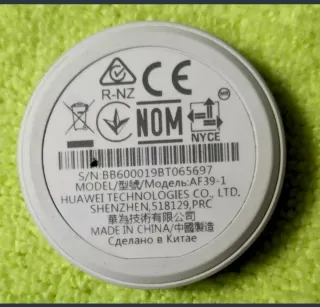 R-NZ CE
NOM NYCE
S/N:BB600019BT065697
MODEL/型號/Модель:AF39-1
HUAWEI TECHNOLOGIES CO., LTD.
SHENZHEN,518129,PRC
華為技術有限公司
MADE IN CHINA/中國製造
Сделано в Китае